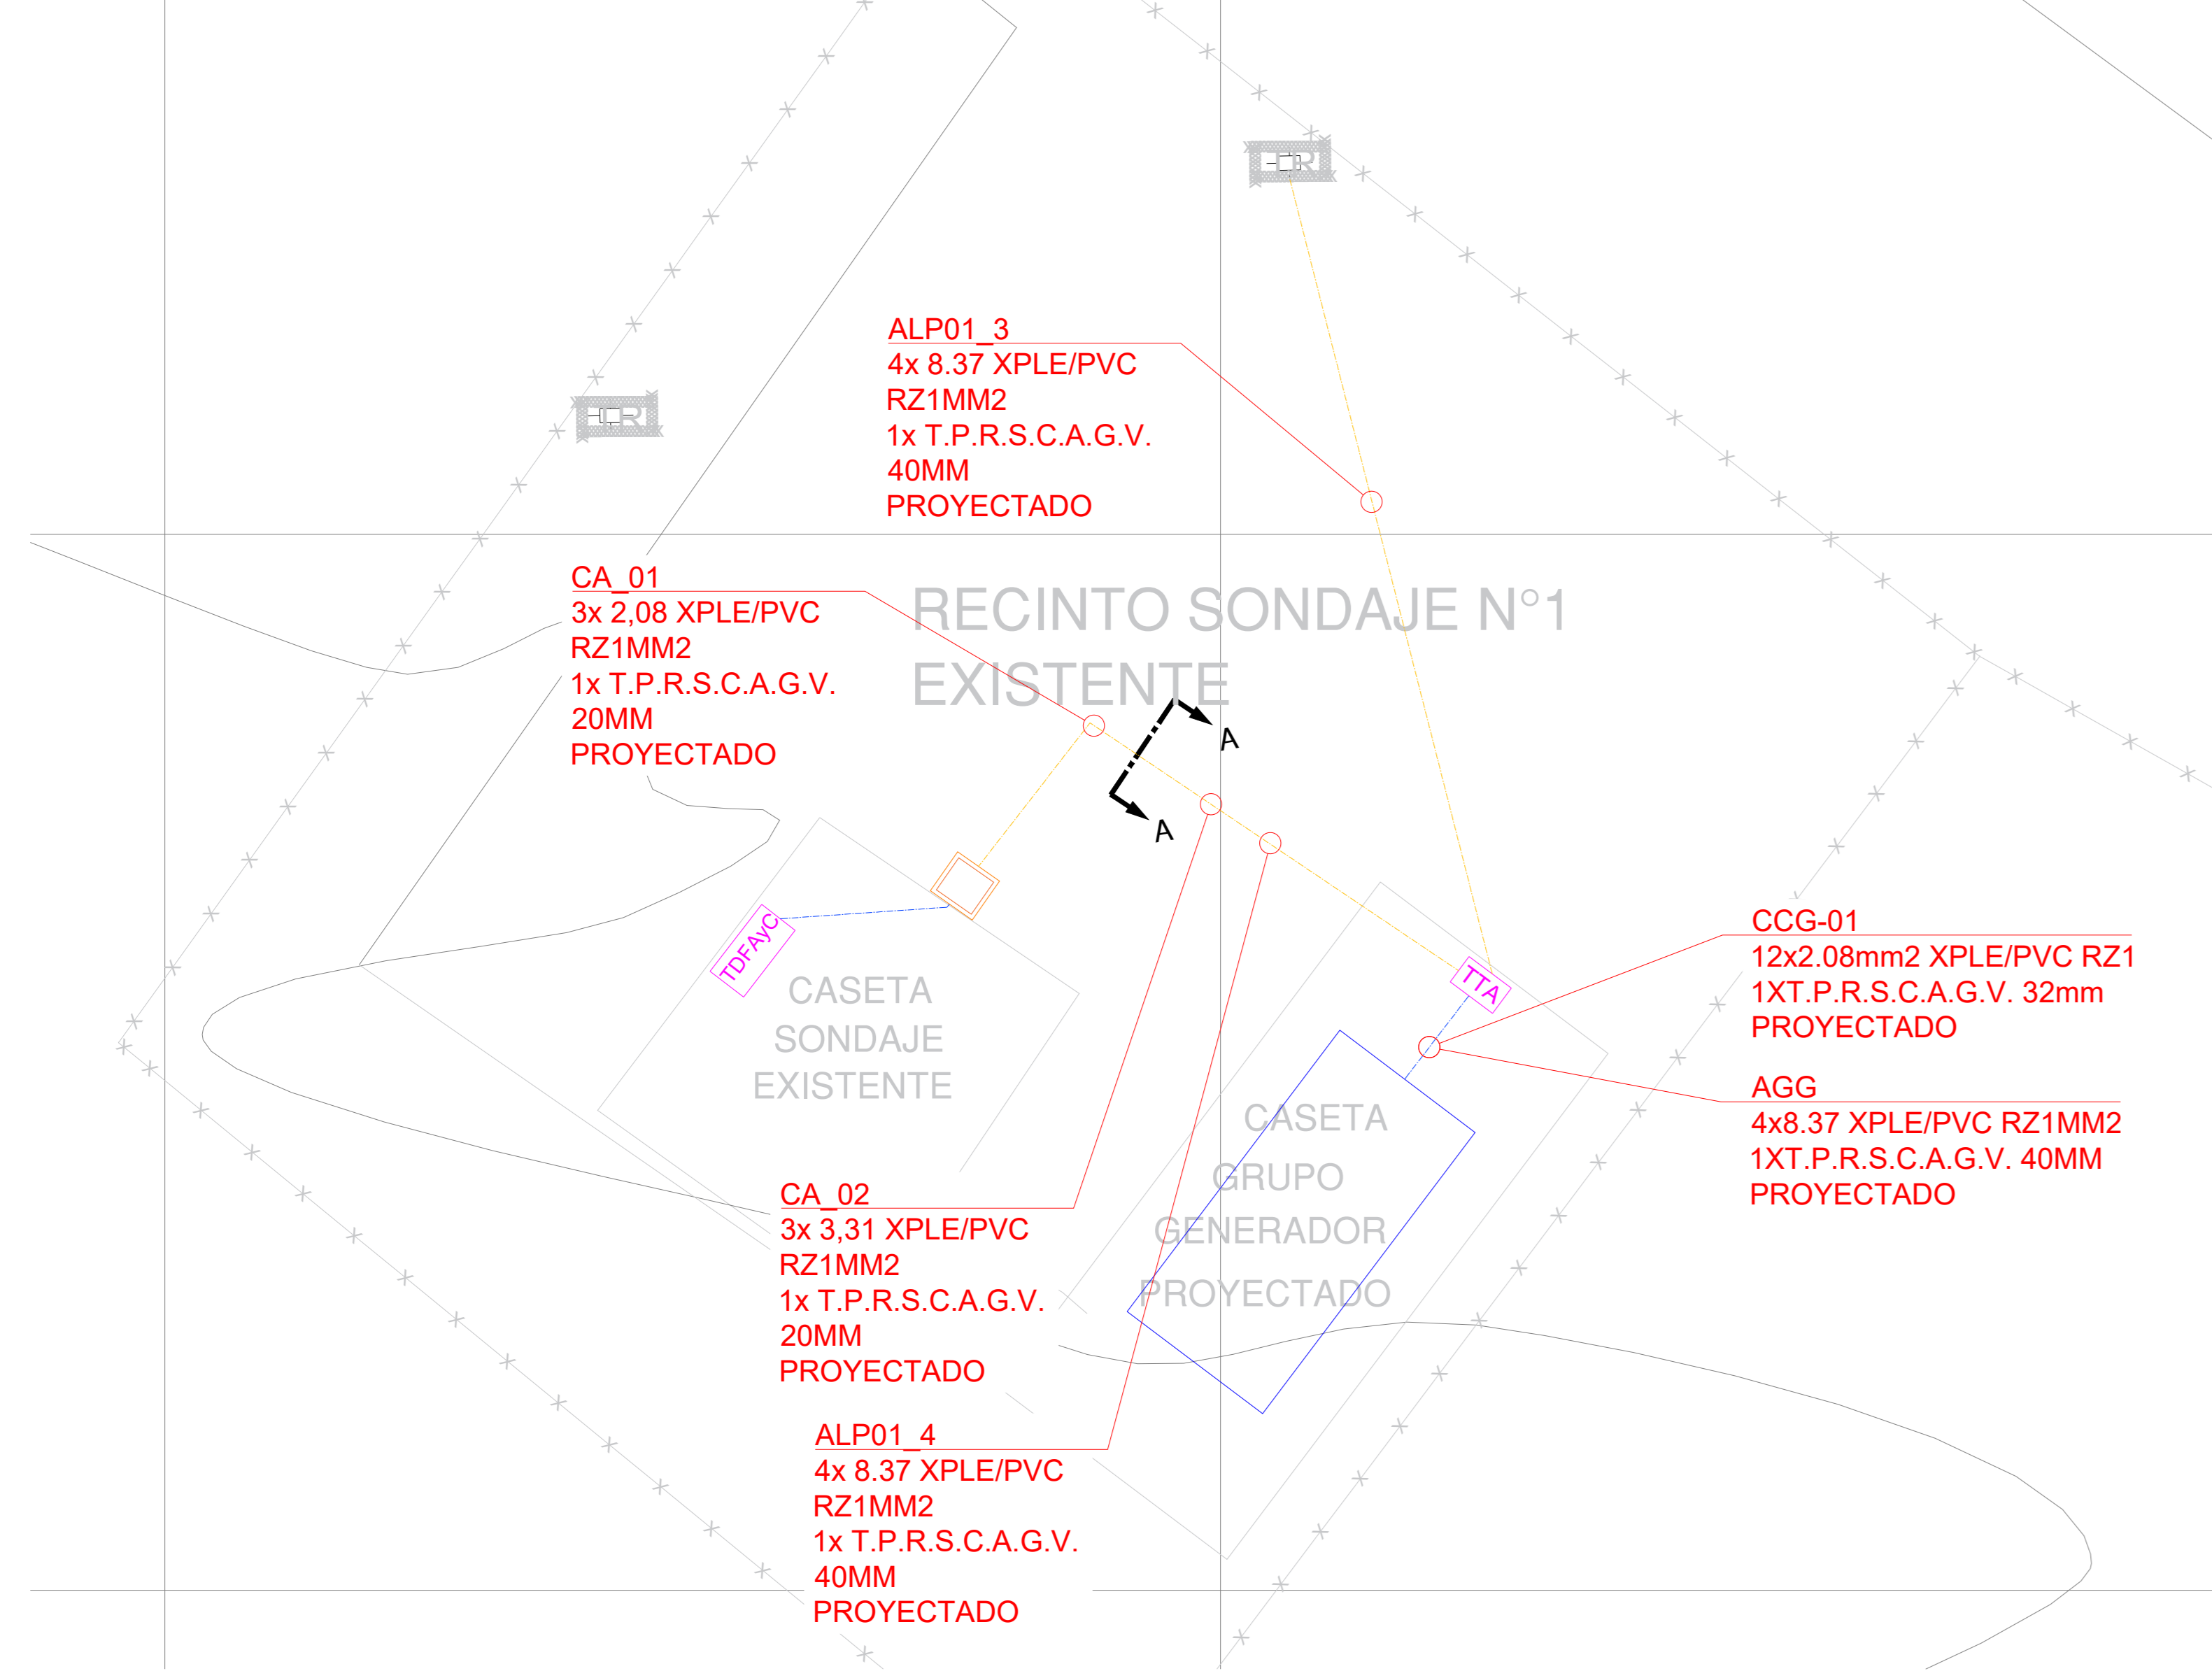 TR
ALP01_3
4x 8.37 XPLE/PVC
RZ1MM2
1x T.P.R.S.C.A.G.V.
40MM
PROYECTADO
TR
CA_01
3x 2,08 XPLE/PVC
RZ1MM2
1x T.P.R.S.C.A.G.V.
20MM
PROYECTADO
RECINTO SONDAJE N°1
EXISTENTE
A
A
TDFAyC
CASETA
SONDAJE
EXISTENTE
TTA
CCG-01
12x2.08mm2 XPLE/PVC RZ1
1XT.P.R.S.C.A.G.V. 32mm
PROYECTADO
AGG
4x8.37 XPLE/PVC RZ1MM2
1XT.P.R.S.C.A.G.V. 40MM
PROYECTADO
CASETA
GRUPO
GENERADOR
PROYECTADO
CA_02
3x 3,31 XPLE/PVC
RZ1MM2
1x T.P.R.S.C.A.G.V.
20MM
PROYECTADO
ALP01_4
4x 8.37 XPLE/PVC
RZ1MM2
1x T.P.R.S.C.A.G.V.
40MM
PROYECTADO